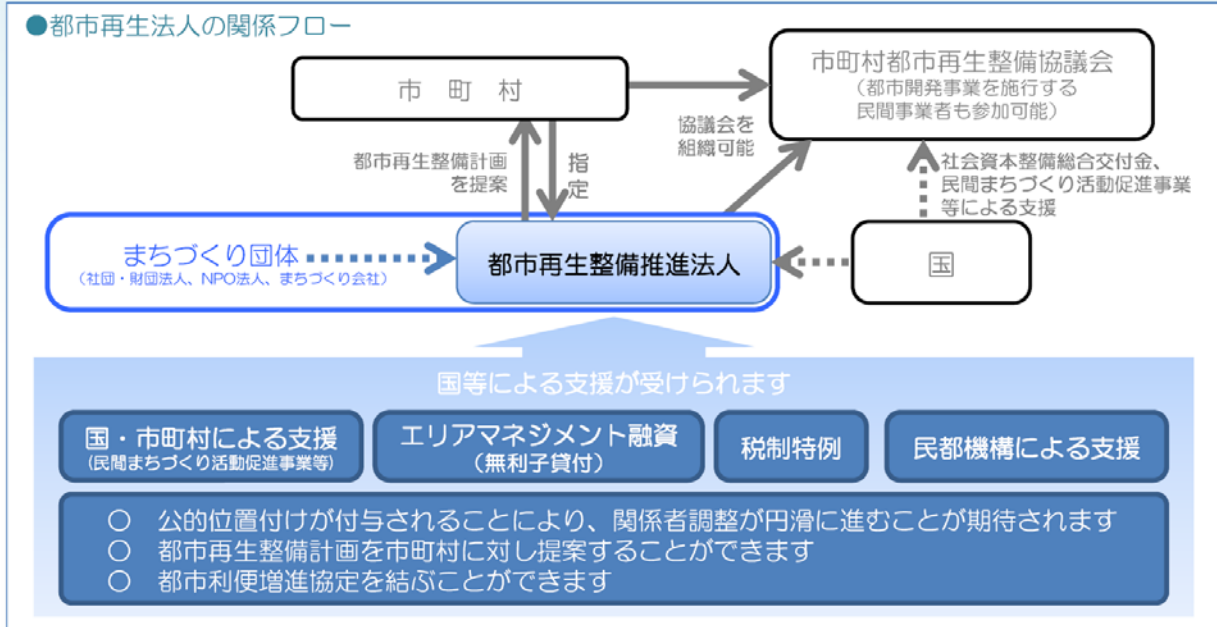 ●都市再生法人の関係フロー
市 町 村
市町村都市再生整備協議会
(都市開発事業を施行する
民間事業者も参加可能)
協議会を
組織可能
都市再生整備計画
を提案
指
定
社会資本整備総合交付金、
民間まちづくり活動促進事業
等による支援
まちづくり団体
(社団・財団法人、NPO法人、まちづくり会社)
都市再生整備推進法人
国
国等による支援が受けられます
国・市町村による支援
(民間まちづくり活動促進事業等)
エリアマネジメント融資
(無利子貸付)
税制特例
民都機構による支援
○ 公的位置付けが付与されることにより、関係者調整が円滑に進むことが期待されます
○ 都市再生整備計画を市町村に対し提案することができます
○ 都市利便増進協定を結ぶことができます